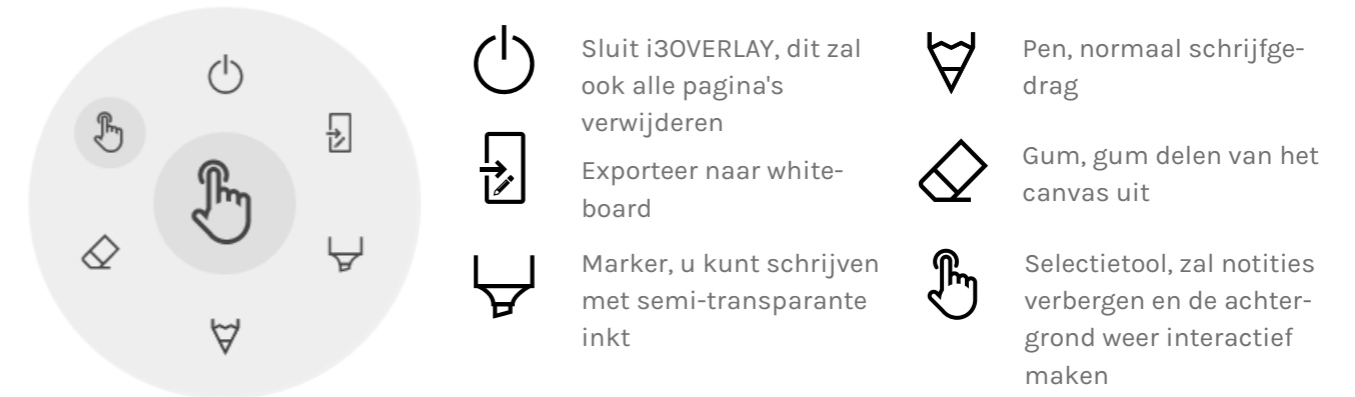 Sluit i3OVERLAY, dit zal
ook alle pagina's
verwijderen
Exporteer naar white-
board
Marker, u kunt schrijven
met semi-transparante
inkt
Pen, normaal schrijfge-
drag
Gum, gum delen van het
canvas uit
Selectietool, zal notities
verbergen en de achter-
grond weer interactief
maken